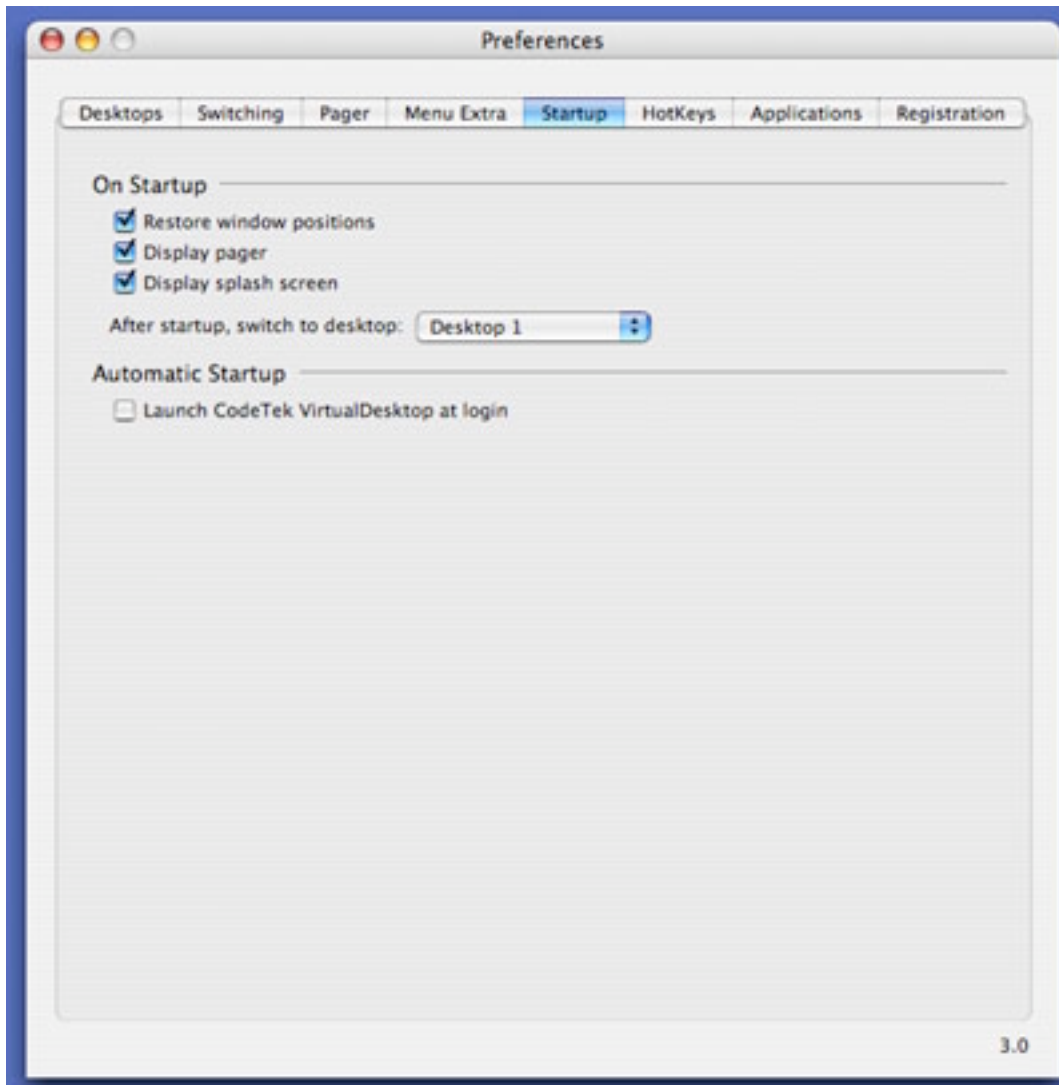 Preferences
Desktops Switching Pager Menu Extra Startup HotKeys Applications Registration
On Startup
Restore window positions
Display pager
Display splash screen
After startup, switch to desktop: Desktop 1
Automatic Startup
Launch CodeTek VirtualDesktop at login
3.0